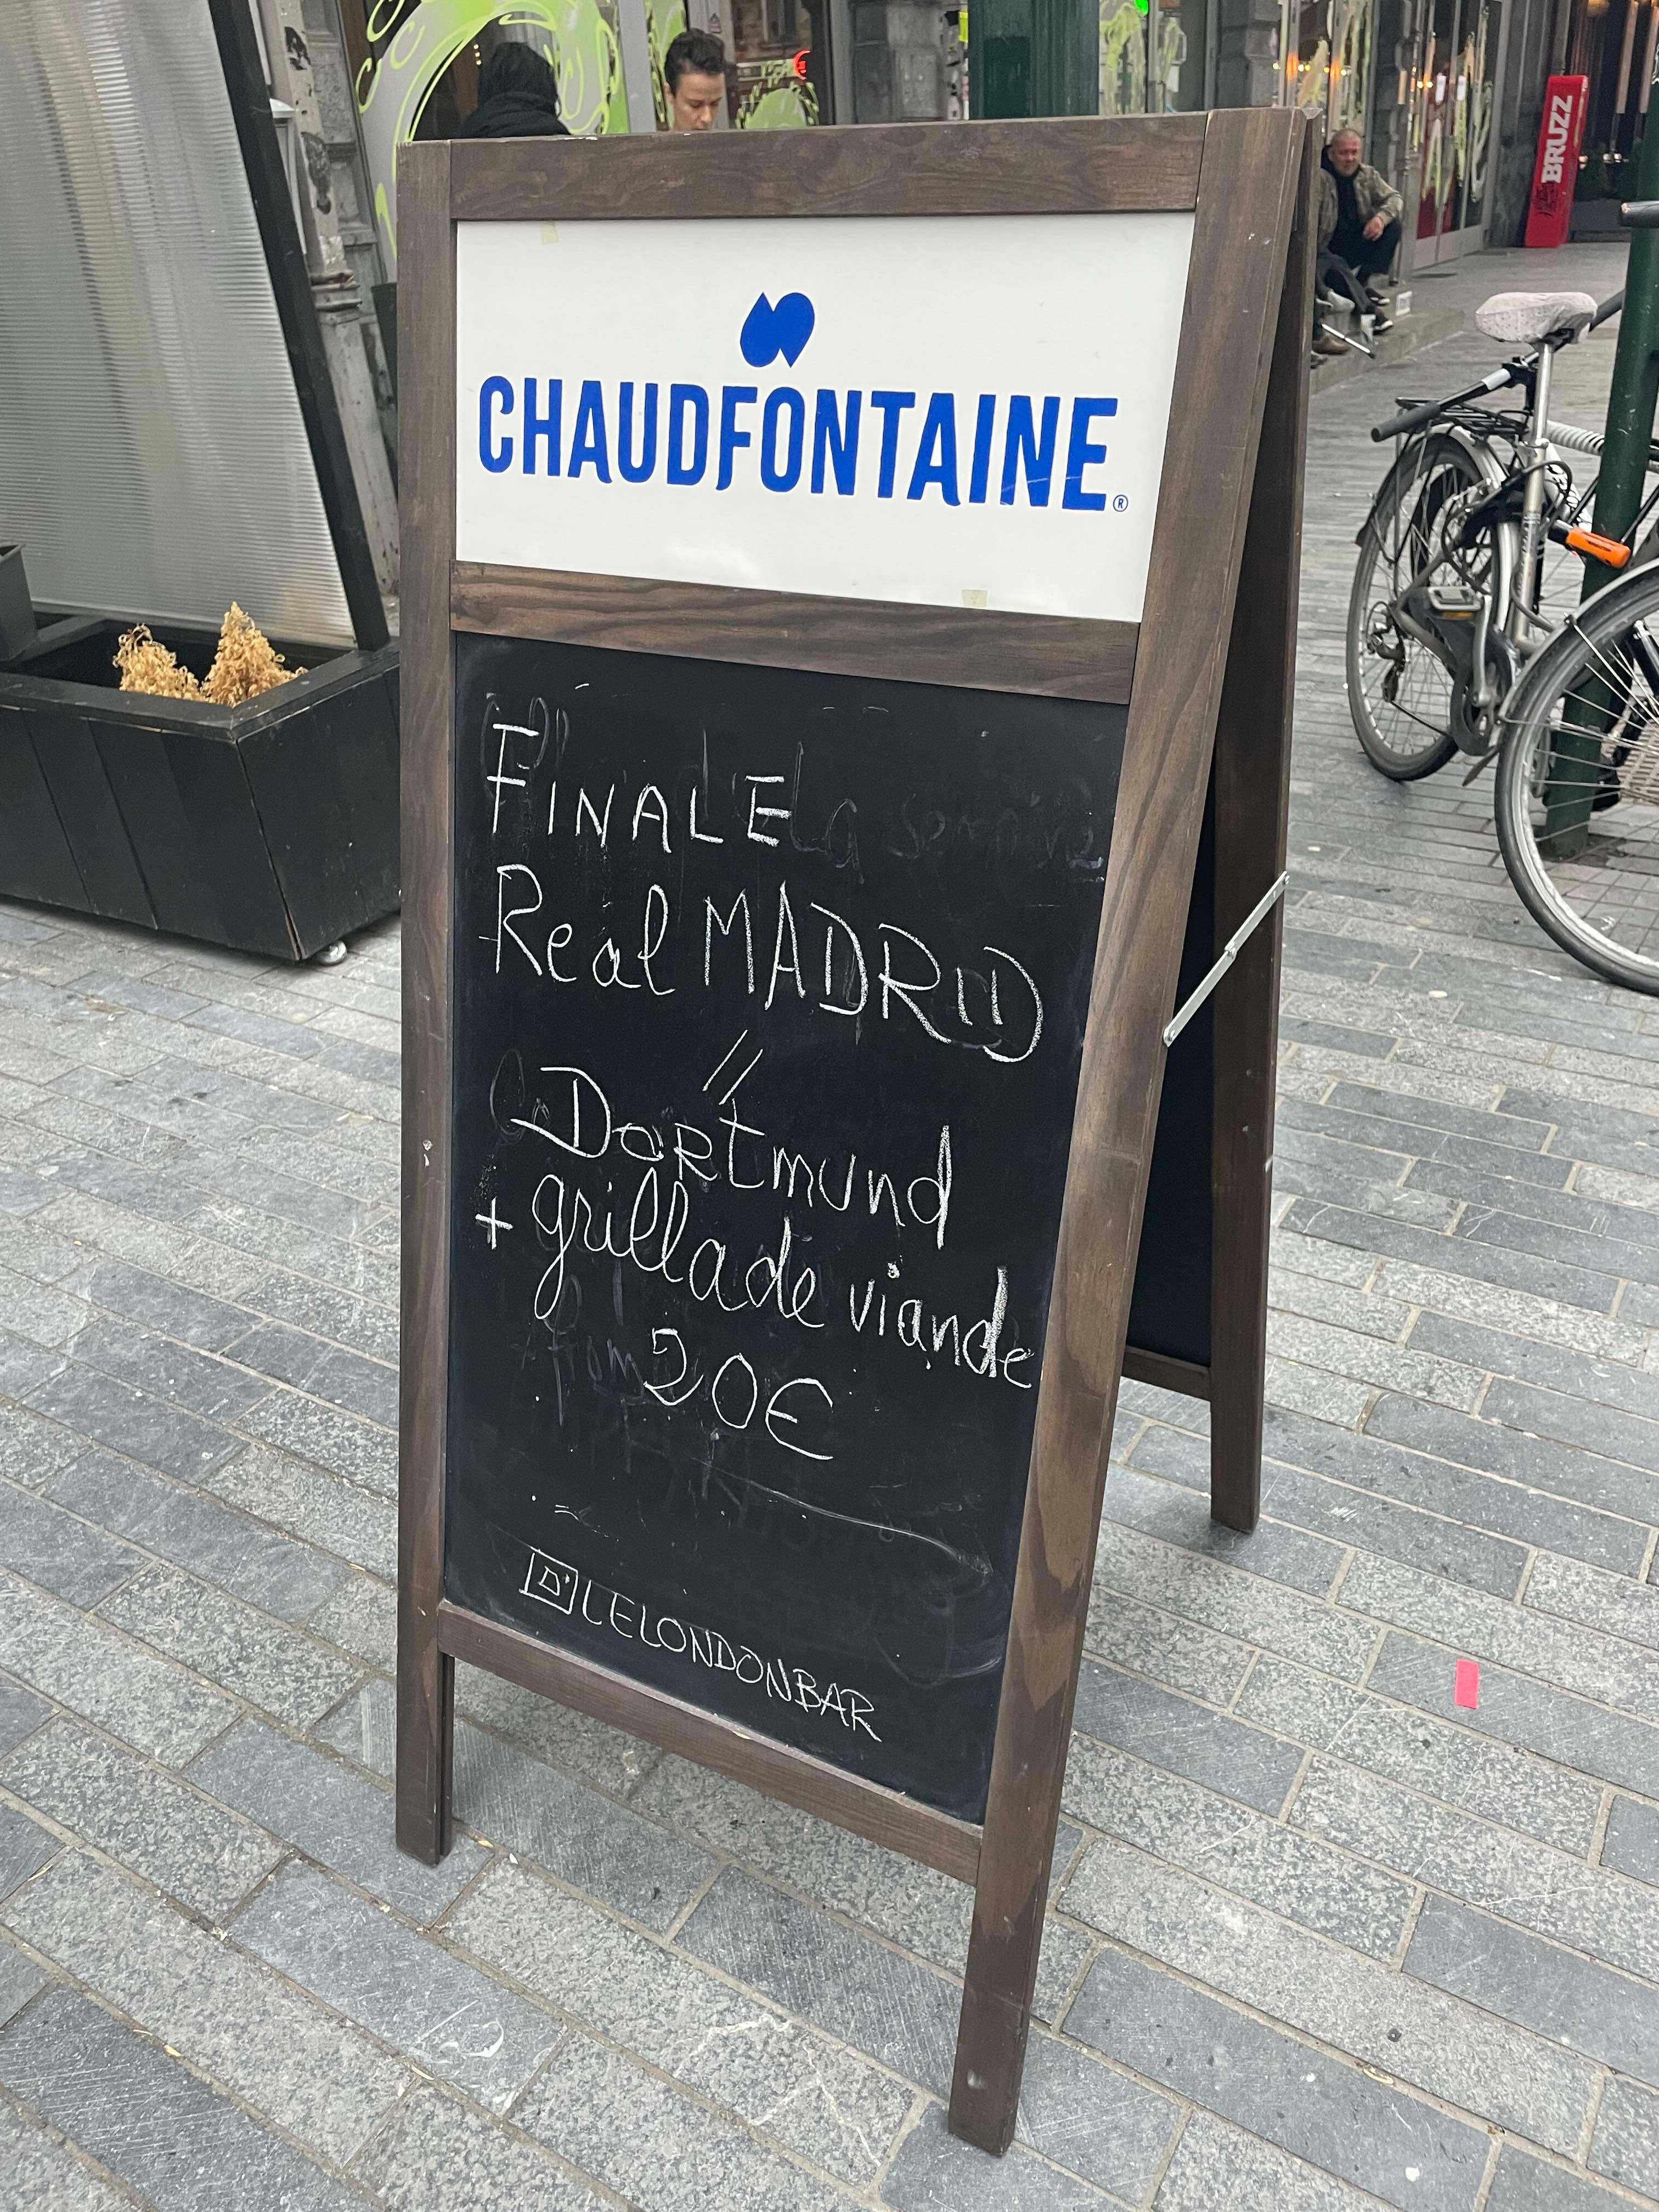 CHAUDFONTAINE®
FINALE
Real MADRID
//
DORtmund
+ grillade viande
20€
LELONDONBAR
BRUZZ